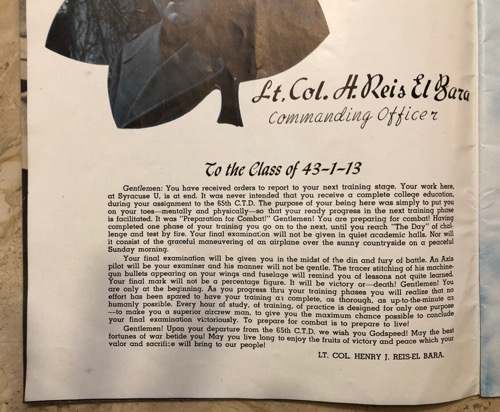 Lt. Col. H. Reis El Bara
Commanding Officer
To the Class of 43-1-13
Gentlemen: You have received orders to report to your next training stage. Your work here,
at Syracuse U, is at end. It was never intended that you receive a complete college education,
during your assignment to the 65th C.T.D. The purpose of your being here was simply to put you
on your toes—mentally and physically—so that your ready progress in the next training phase
is facilitated. It was "Preparation for Combat!" Gentlemen! You are preparing for combat! Having
completed one phase of your training you go on to the next, until you reach "The Day" of chal-
lenge and test by fire. Your final examination will not be given in quiet academic halls. Nor will
it consist of the graceful maneuvering of an airplane over the sunny countryside on a peaceful
Sunday morning.
Your final examination will be given you in the midst of the din and fury of battle. An Axis
pilot will be your examiner and his manner will not be gentle. The tracer stitching of his machine-
gun bullets appearing on your wings and fuselage will remind you of lessons not quite learned.
Your final mark will not be a percentage figure. It will be victory or—death! Gentlemen! You
are only at the beginning. As you progress thru your training phases you will realize that no
effort has been spared to have your training as complete, as thorough, as up-to-the-minute as
humanly possible. Every hour of study, of training, of practice is designed for only one purpose
—to make you a superior aircrew man, to give you the maximum chance possible to conclude
your final examination victoriously. To prepare for combat is to prepare to live!
Gentlemen! Upon your departure from the 65th C.T.D. we wish you Godspeed! May the best
fortunes of war betide you! May you live long to enjoy the fruits of victory and peace which your
valor and sacrifice will bring to our people!
LT. COL. HENRY J. REIS-EL BARA.